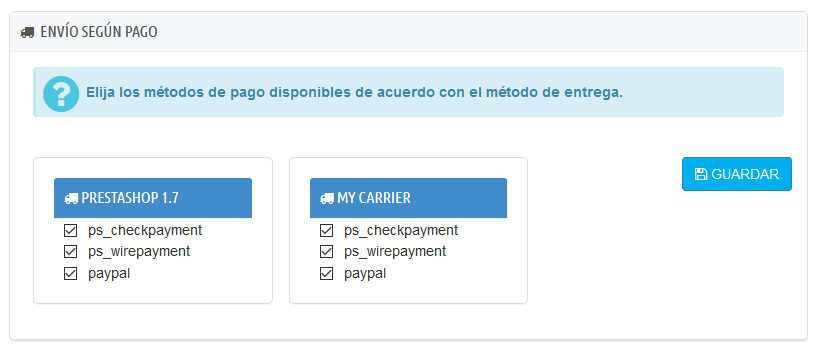 ENVÍO SEGÚN PAGO
Elija los métodos de pago disponibles de acuerdo con el método de entrega.
PRESTASHOP 1.7
ps_checkpayment
ps_wirepayment
paypal
MY CARRIER
ps_checkpayment
ps_wirepayment
paypal
GUARDAR